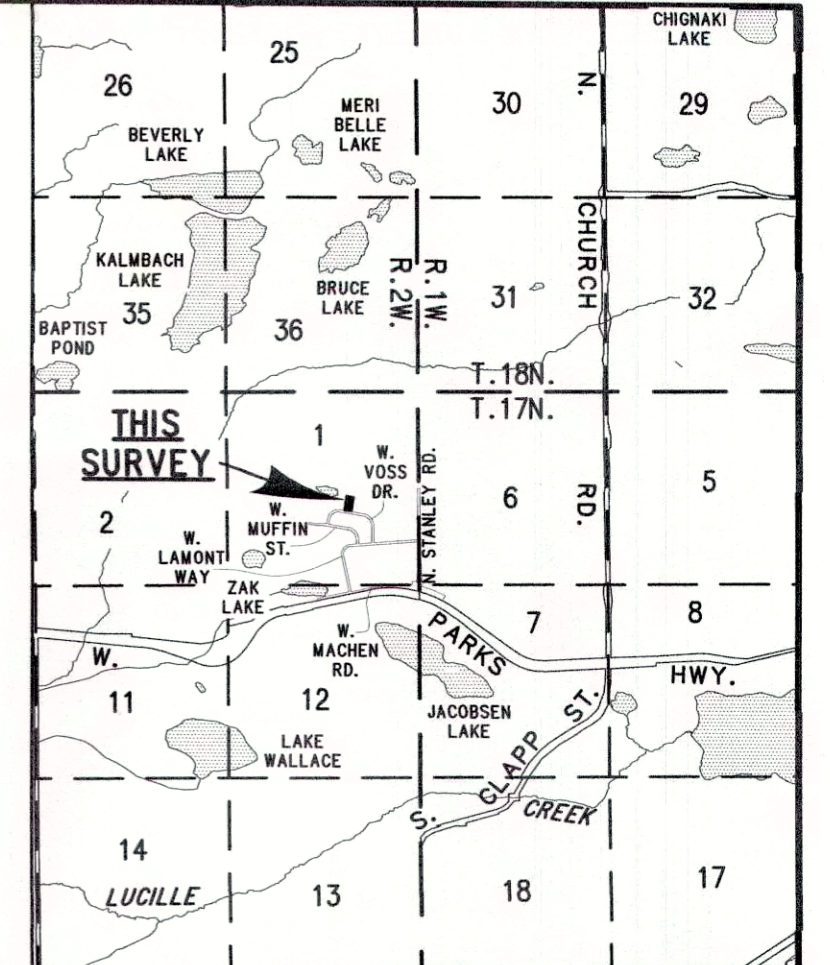 CHIGNAKI
LAKE
26
25
30
N.
29
MERI
BELLE
LAKE
BEVERLY
LAKE
KALMBACH
LAKE
35
BRUCE
LAKE
36
R.2W.
R.1W.
31
CHURCH
32
BAPTIST
POND
T.18N.
T.17N.
THIS
SURVEY
1
W.
VOSS
DR.
W.
MUFFIN
ST.
W.
LAMONT
WAY
2
N. STANLEY RD.
6
RD.
5
ZAK
LAKE
W.
MACHEN
RD.
7
8
W.
PARKS
HWY.
11
12
JACOBSEN
LAKE
LAKE
WALLACE
S.
CLAPP
ST.
CREEK
14
LUCILLE
13
18
17